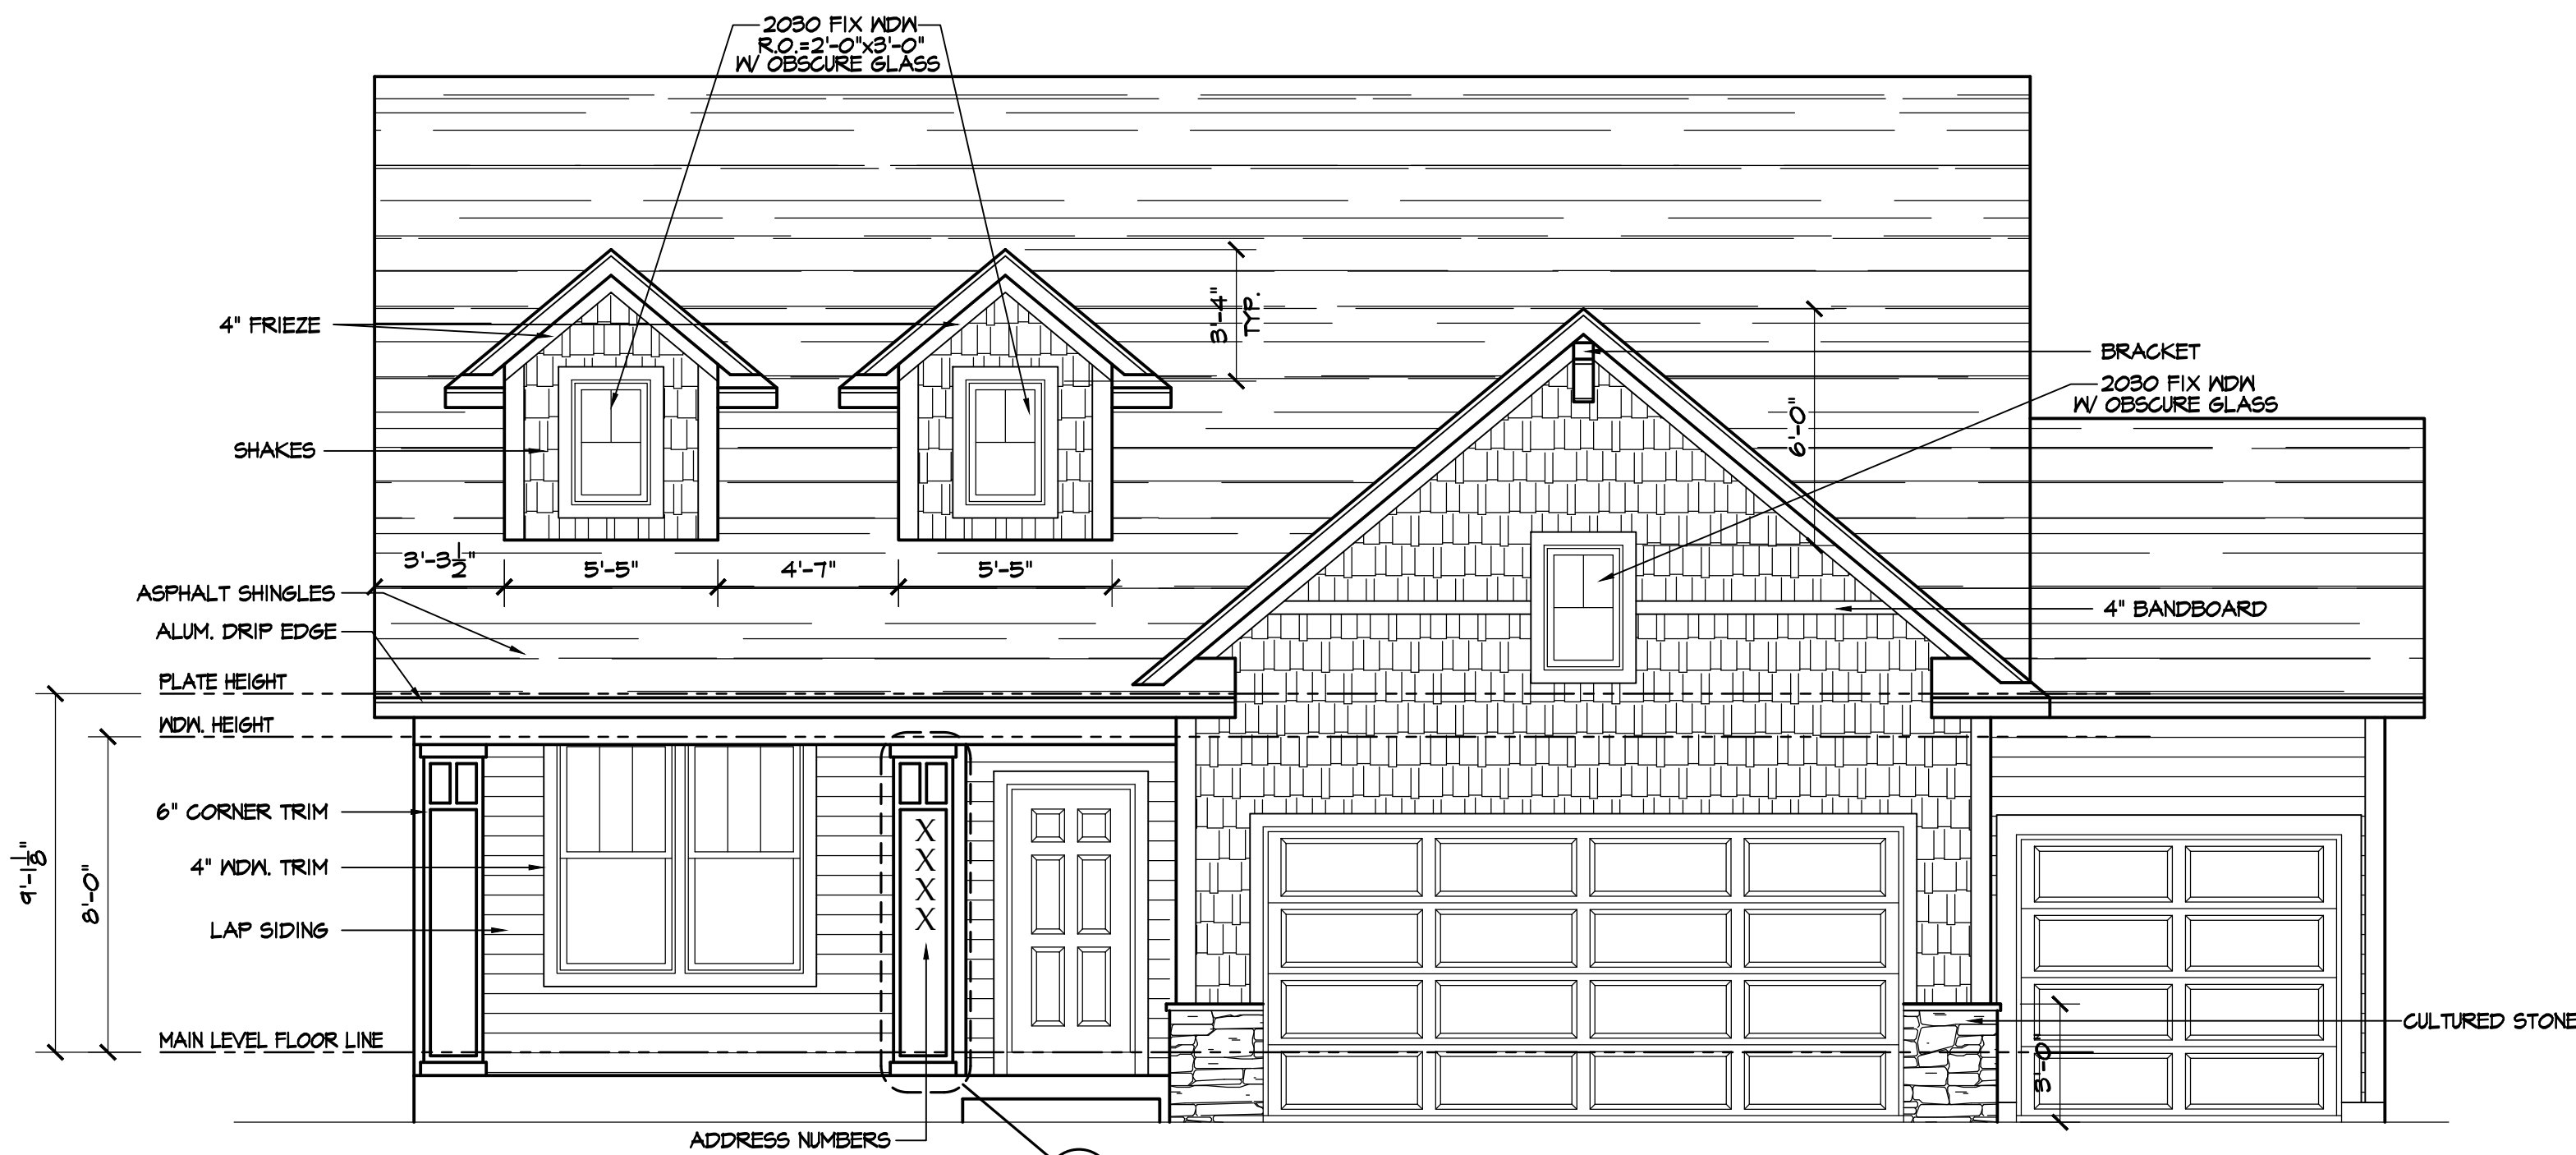 2030 FIX WDW
R.O.=2'-0"x3'-0"
W/ OBSCURE GLASS
4" FRIEZE
3'-4"
TYP.
BRACKET
2030 FIX WDW
W/ OBSCURE GLASS
6'-0"
SHAKES
3'-3 1/2"
5'-5"
4'-7"
5'-5"
ASPHALT SHINGLES
4" BANDBOARD
ALUM. DRIP EDGE
PLATE HEIGHT
WDW. HEIGHT
6" CORNER TRIM
X
X
X
X
9'-1 1/8"
8'-0"
4" WDW. TRIM
LAP SIDING
CULTURED STONE
MAIN LEVEL FLOOR LINE
3'-0"
ADDRESS NUMBERS